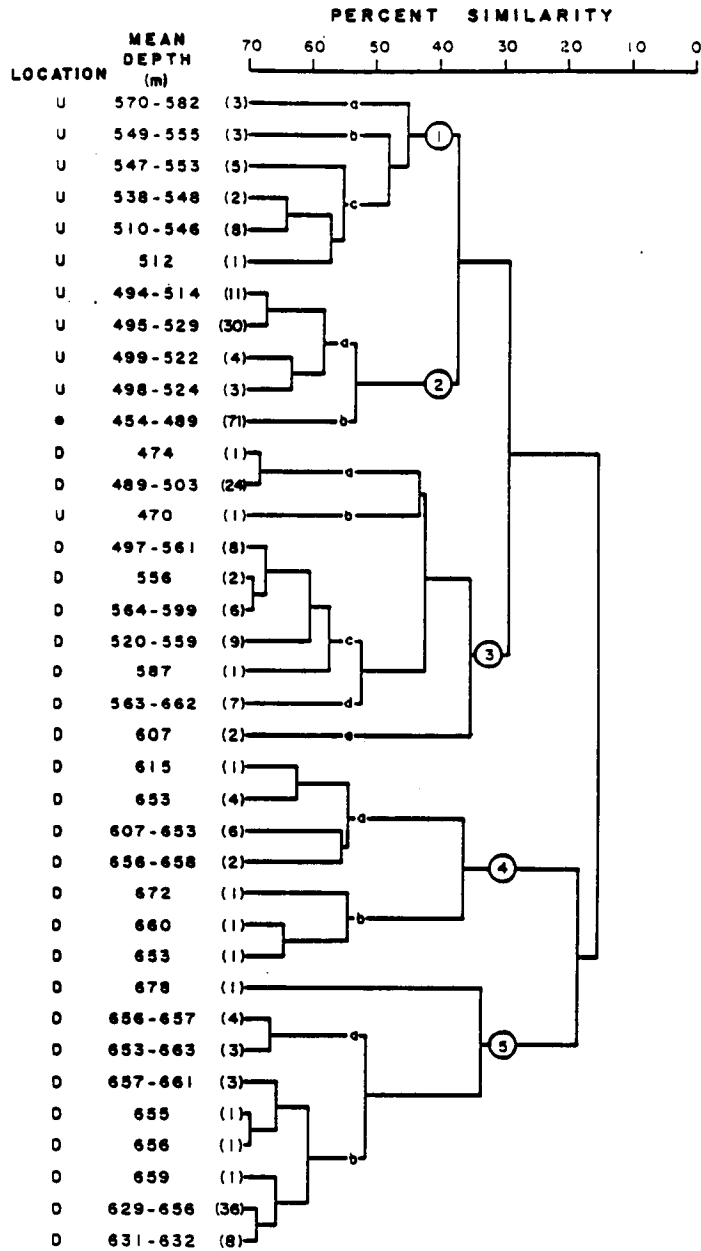 PERCENT SIMILARITY
MEAN
DEPTH
(m)
LOCATION
70 60 50 40 30 20 10 0
U 570-582 (3) a
1
U 549-555 (3) b
U 547-553 (5)
U 538-548 (2) c
U 510-546 (8)
U 512 (1)
U 494-514 (11)
U 495-529 (30)
a
U 499-522 (4)
2
U 498-524 (3)
● 454-489 (71) b
D 474 (1)
a
D 489-503 (24)
U 470 (1) b
D 497-561 (8)
D 556 (2)
D 564-599 (6)
D 520-559 (9) c
3
D 587 (1)
D 563-662 (7) d
D 607 (2) e
D 615 (1)
D 653 (4)
a
D 607-653 (6)
D 656-658 (2)
4
D 672 (1)
b
D 660 (1)
D 653 (1)
D 678 (1)
D 656-657 (4)
a
5
D 653-663 (3)
D 657-661 (3)
D 655 (1)
D 656 (1)
b
D 659 (1)
D 629-656 (36)
D 631-632 (8)